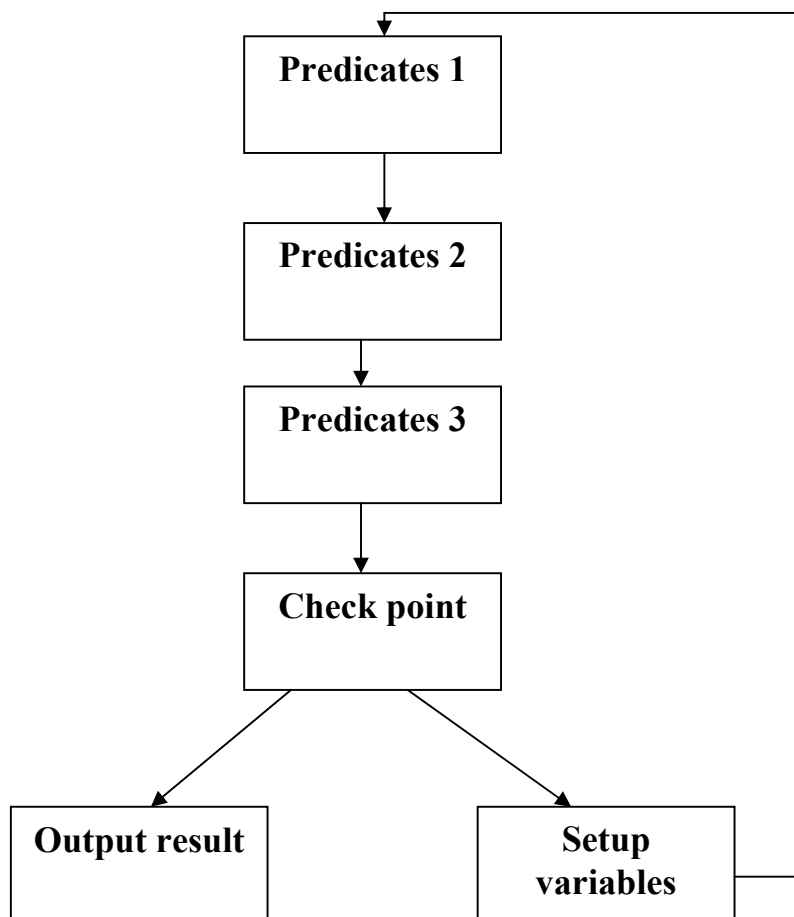 Predicates 1
Predicates 2
Predicates 3
Check point
Output result
Setup
variables